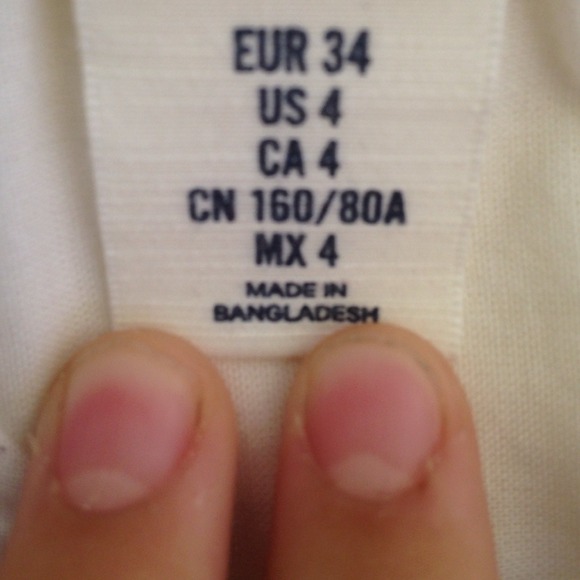 EUR 34
US 4
CA 4
CN 160/80A
MX 4
MADE IN
BANGLADESH